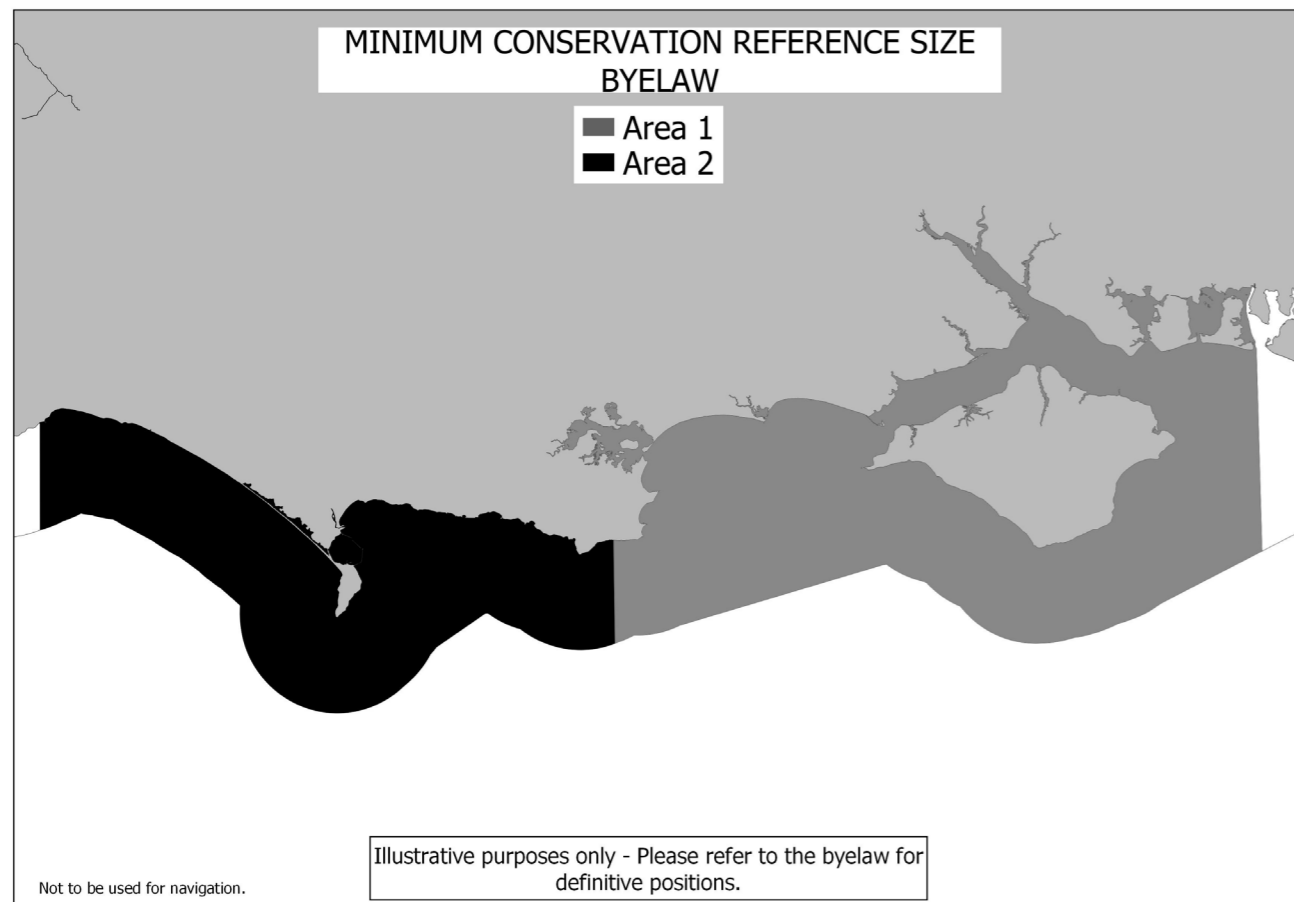 MINIMUM CONSERVATION REFERENCE SIZE
BYELAW
Area 1
Area 2
Illustrative purposes only - Please refer to the byelaw for
definitive positions.
Not to be used for navigation.